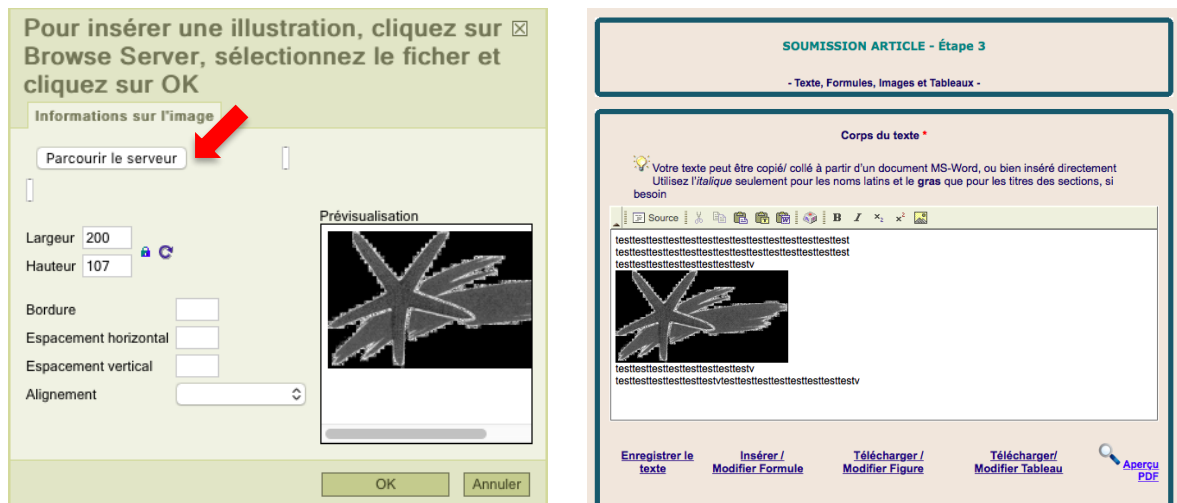 Pour insérer une illustration, cliquez sur
Browse Server, sélectionnez le ficher et
cliquez sur OK
Informations sur l'image
Parcourir le serveur
Prévisualisation
Largeur 200
Hauteur 107
Bordure
Espacement horizontal
Espacement vertical
Alignement
OK Annuler
SOUMISSION ARTICLE - Étape 3
- Texte, Formules, Images et Tableaux -
Corps du texte *
Votre texte peut être copié/ collé à partir d'un document MS-Word, ou bien inséré directement
Utilisez l'italique seulement pour les noms latins et le gras que pour les titres des sections, si
besoin
Source B I x₂ x²
testtesttesttesttesttesttesttesttesttesttesttesttesttesttest
testtesttesttesttesttesttesttesttesttesttesttesttesttesttest
testtesttesttesttesttesttesttestv
testtesttesttesttesttesttesttestv
testtesttesttesttesttestvtesttesttesttesttesttesttesttestv
Enregistrer le
texte
Insérer /
Modifier Formule
Télécharger /
Modifier Figure
Télécharger/
Modifier Tableau
Aperçu
PDF